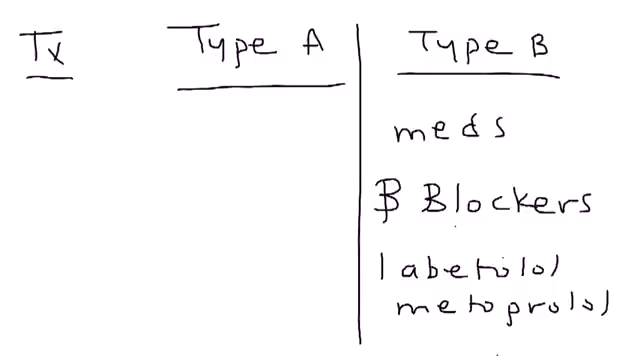 Tx
Type A
Type B
meds
β Blockers
labetolol
metoprolol